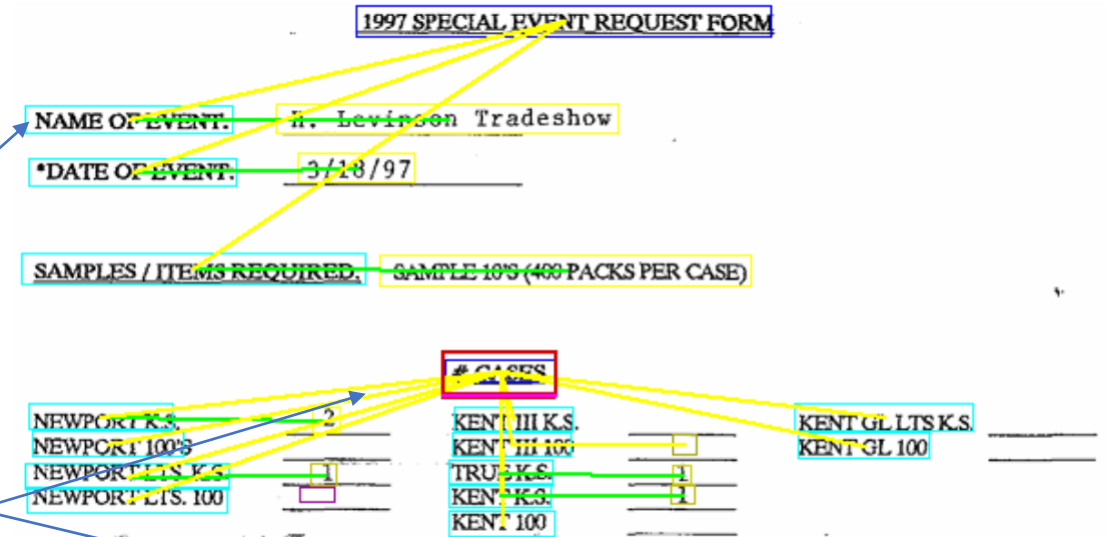 1997 SPECIAL EVENT REQUEST FORM
NAME OF EVENT: H. Levinson Tradeshow
*DATE OF EVENT: 3/18/97
SAMPLES / ITEMS REQUIRED: SAMPLE 10'S (400 PACKS PER CASE)
# CASES
NEWPORT K.S. 2 KENT III K.S. KENT GL LTS K.S.
NEWPORT 100'S KENT III 100 KENT GL 100
NEWPORT LTS. K.S. 1 TRUE K.S. 1
NEWPORT LTS. 100 KENT K.S. 1
KENT 100